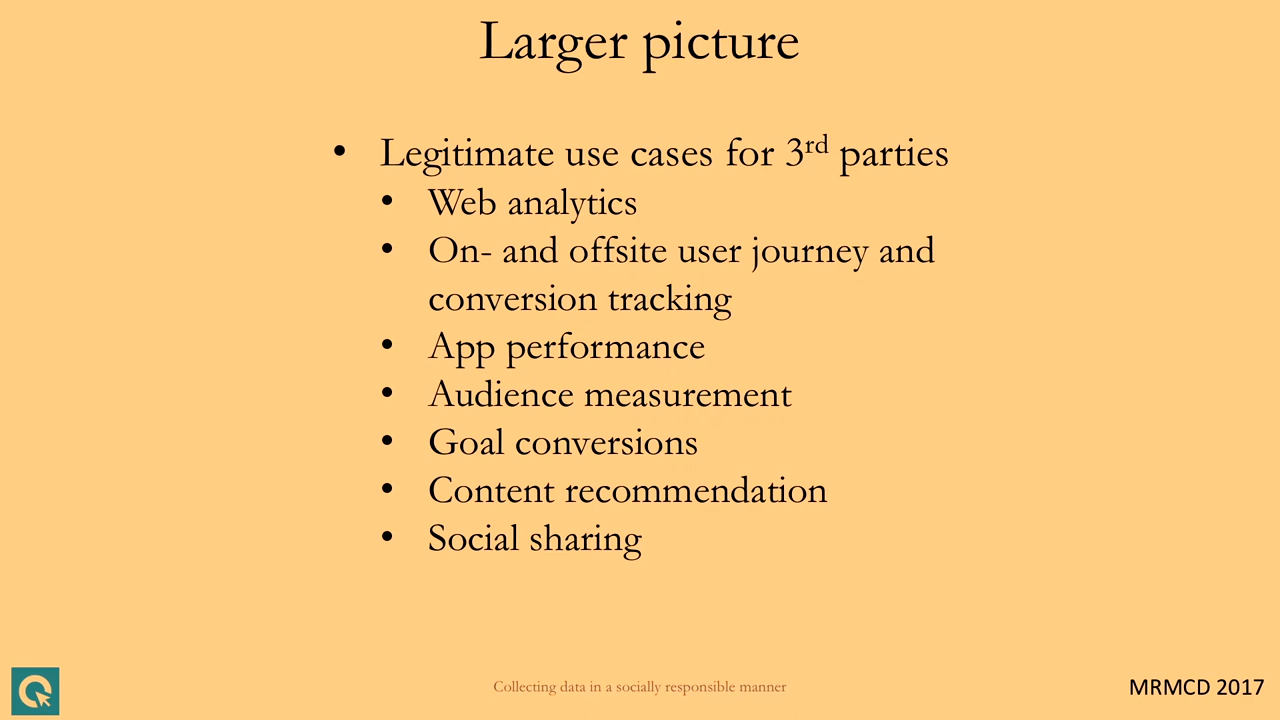 Larger picture
• Legitimate use cases for 3rd parties
• Web analytics
• On- and offsite user journey and
conversion tracking
• App performance
• Audience measurement
• Goal conversions
• Content recommendation
• Social sharing
Collecting data in a socially responsible manner
MRMCD 2017